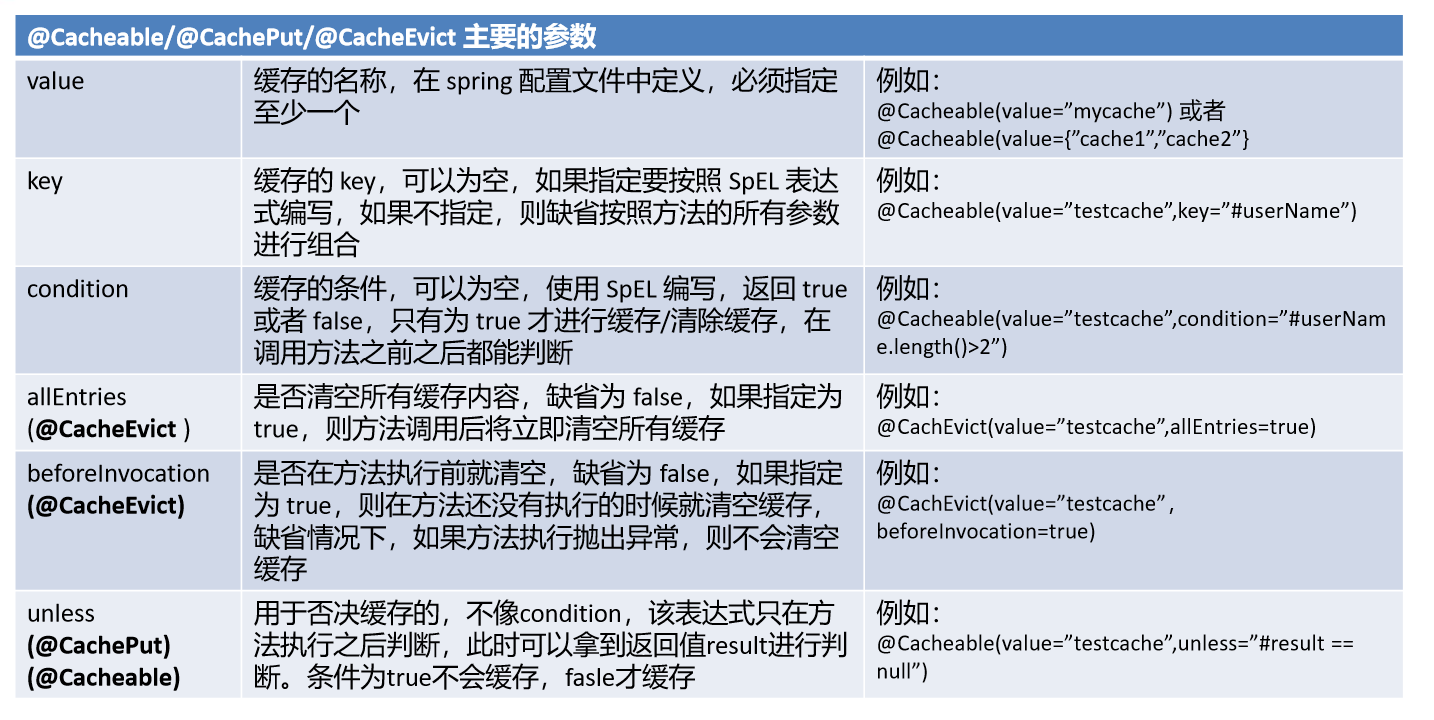 @Cacheable/@CachePut/@CacheEvict 主要的参数
value
缓存的名称，在 spring 配置文件中定义，必须指定
至少一个
例如：
@Cacheable(value=”mycache”) 或者
@Cacheable(value={”cache1”,”cache2”}
key
缓存的 key，可以为空，如果指定要按照 SpEL 表达
式编写，如果不指定，则缺省按照方法的所有参数
进行组合
例如：
@Cacheable(value=”testcache”,key=”#userName”)
condition
缓存的条件，可以为空，使用 SpEL 编写，返回 true
或者 false，只有为 true 才进行缓存/清除缓存，在
调用方法之前之后都能判断
例如：
@Cacheable(value=”testcache”,condition=”#userNam
e.length()>2”)
allEntries
(@CacheEvict )
是否清空所有缓存内容，缺省为 false，如果指定为
true，则方法调用后将立即清空所有缓存
例如：
@CachEvict(value=”testcache”,allEntries=true)
beforeInvocation
(@CacheEvict)
是否在方法执行前就清空，缺省为 false，如果指定
为 true，则在方法还没有执行的时候就清空缓存，
缺省情况下，如果方法执行抛出异常，则不会清空
缓存
例如：
@CachEvict(value=”testcache”，
beforeInvocation=true)
unless
(@CachePut)
(@Cacheable)
用于否决缓存的，不像condition，该表达式只在方
法执行之后判断，此时可以拿到返回值result进行判
断。条件为true不会缓存，fasle才缓存
例如：
@Cacheable(value=”testcache”,unless=”#result ==
null”)